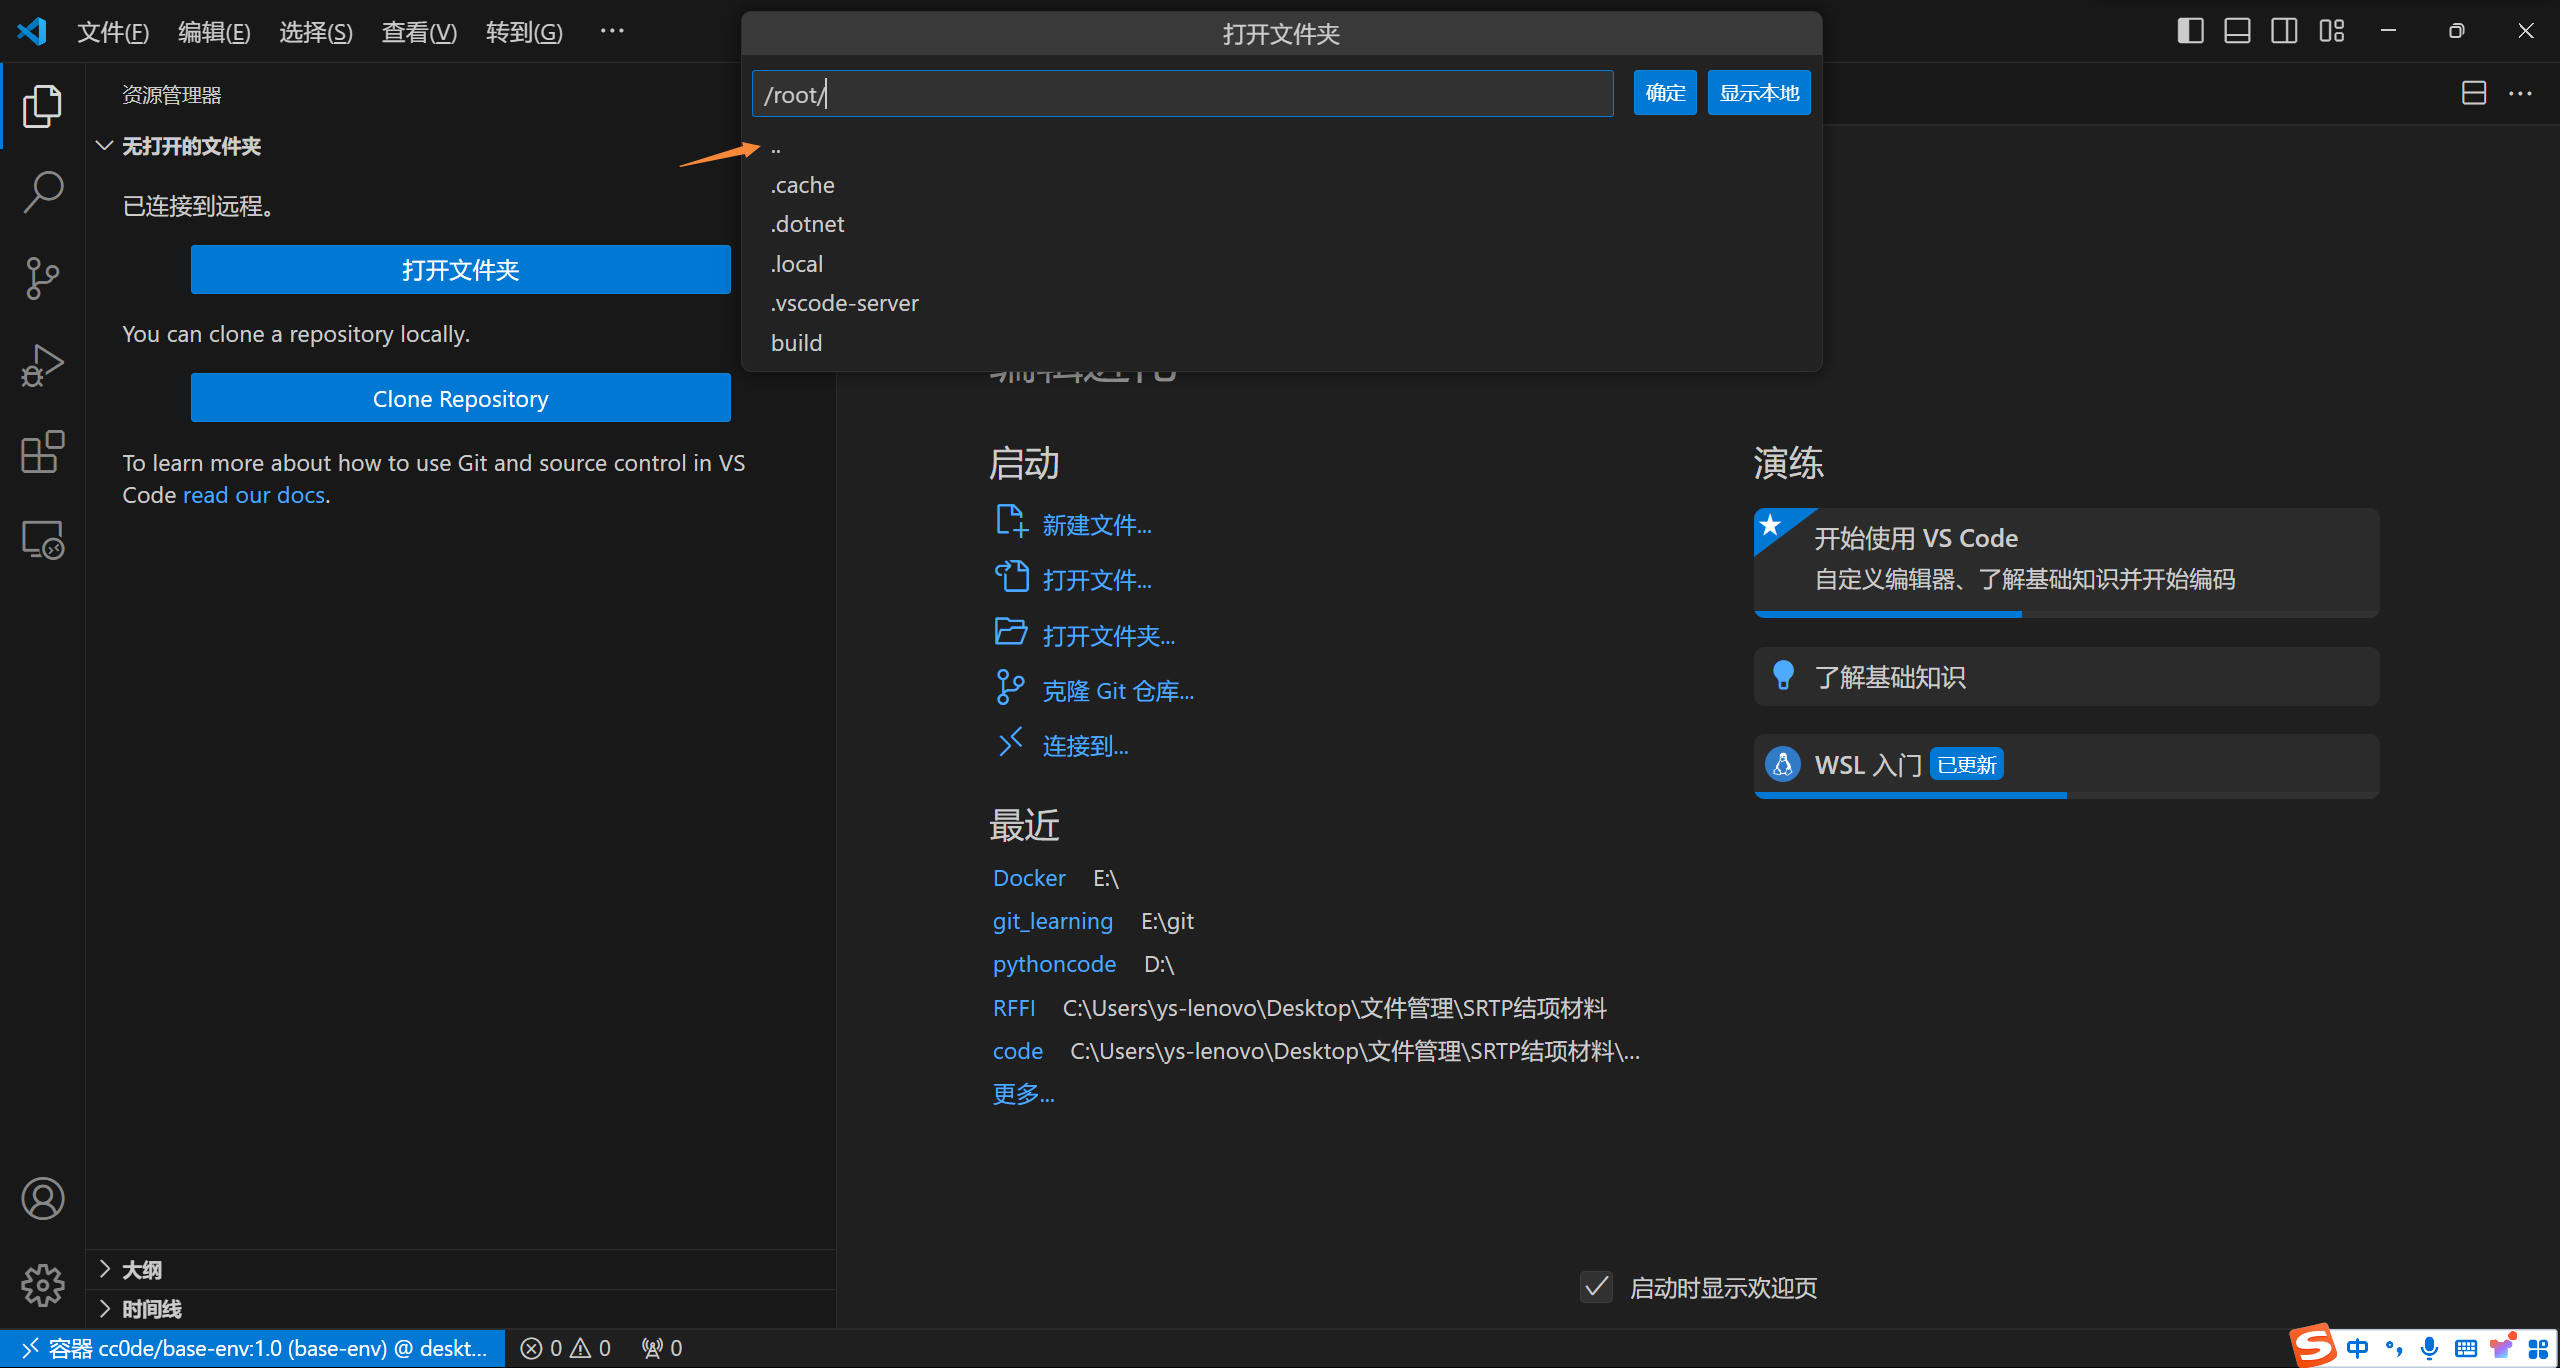 文件(F) 编辑(E) 选择(S) 查看(V) 转到(G) ···
打开文件夹
/root/
确定 显示本地
..
.cache
.dotnet
.local
.vscode-server
build
资源管理器
无打开的文件夹
已连接到远程。
打开文件夹
You can clone a repository locally.
Clone Repository
To learn more about how to use Git and source control in VS
Code read our docs.
启动
新建文件...
打开文件...
打开文件夹...
克隆 Git 仓库...
连接到...
最近
Docker E:\
git_learning E:\git
pythoncode D:\
RFFI C:\Users\ys-lenovo\Desktop\文件管理\SRTP结项材料
code C:\Users\ys-lenovo\Desktop\文件管理\SRTP结项材料\...
更多...
演练
开始使用 VS Code
自定义编辑器、了解基础知识并开始编码
了解基础知识
WSL 入门 已更新
启动时显示欢迎页
大纲
时间线
容器 cc0de/base-env:1.0 (base-env) @ deskt... 0 0 0
中